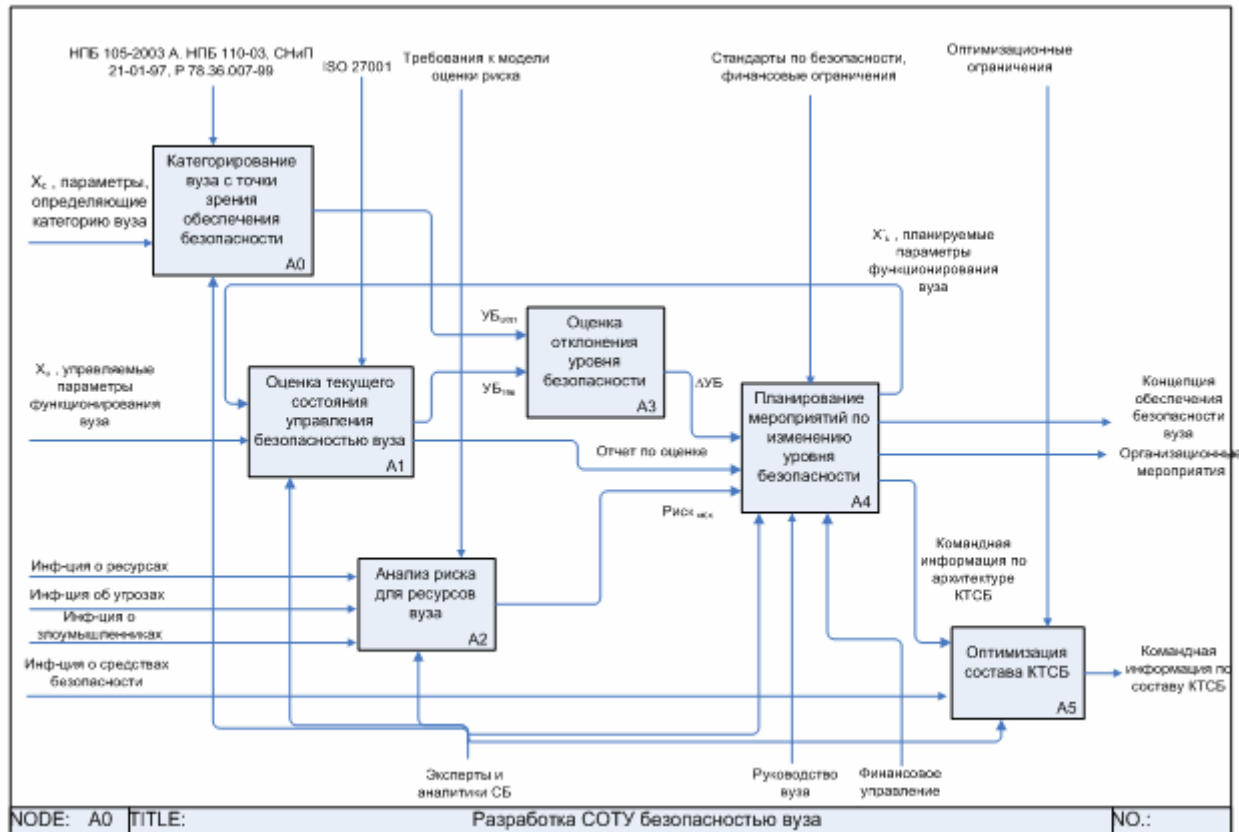 НПБ 105-2003 А. НПБ 110-03, СНиП
21-01-97, Р 78.36.007-99
ISO 27001
Требования к модели
оценки риска
Стандарты по безопасности,
финансовые ограничения
Оптимизационные
ограничения
Категорирование
вуза с точки
зрения
обеспечения
безопасности
A0
Xс , параметры,
определяющие
категорию вуза
, планируемые
параметры
функционирования
вуза
УБ
Оценка
отклонения
уровня
безопасности
A3
, управляемые
параметры
функционирования
вуза
Оценка текущего
состояния
управления
безопасностью вуза
A1
УБ
ΔУБ
Планирование
мероприятий по
изменению
уровня
безопасности
A4
Концепция
обеспечения
безопасности
вуза
Организационные
мероприятия
Отчет по оценке
Риск
Командная
информация по
архитектуре
КТСБ
Инф-ция о ресурсах
Инф-ция об угрозах
Инф-ция о
злоумышленниках
Анализ риска
для ресурсов
вуза
A2
Инф-ция о средствах
безопасности
Оптимизация
состава КТСБ
A5
Командная
информация по
составу КТСБ
Эксперты и
аналитики СБ
Руководство
вуза
Финансовое
управление
NODE: A0 TITLE: Разработка СОТУ безопасностью вуза NO.: